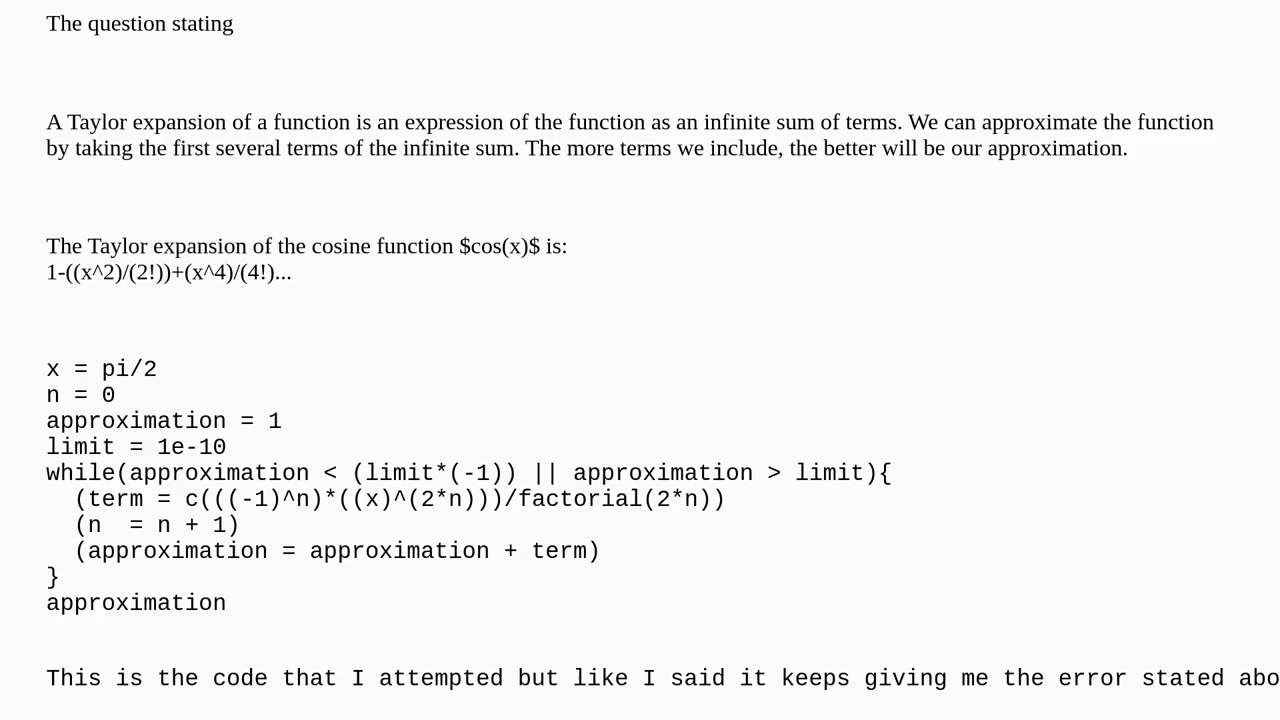 The question stating
A Taylor expansion of a function is an expression of the function as an infinite sum of terms. We can approximate the function
by taking the first several terms of the infinite sum. The more terms we include, the better will be our approximation.
The Taylor expansion of the cosine function $cos(x)$ is:
1-((x^2)/(2!))+(x^4)/(4!)...
x = pi/2
n = 0
approximation = 1
limit = 1e-10
while(approximation < (limit*(-1)) || approximation > limit){
  (term = c(((-1)^n)*((x)^(2*n)))/factorial(2*n))
  (n  = n + 1)
  (approximation = approximation + term)
}
approximation
This is the code that I attempted but like I said it keeps giving me the error stated